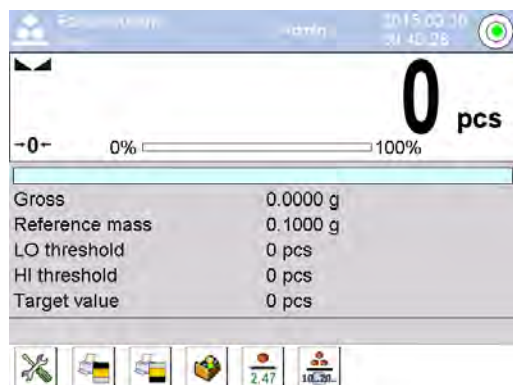 0 pcs
→0← 0% 100%
Gross 0.0000 g
Reference mass 0.1000 g
LO threshold 0 pcs
HI threshold 0 pcs
Target value 0 pcs
2.47